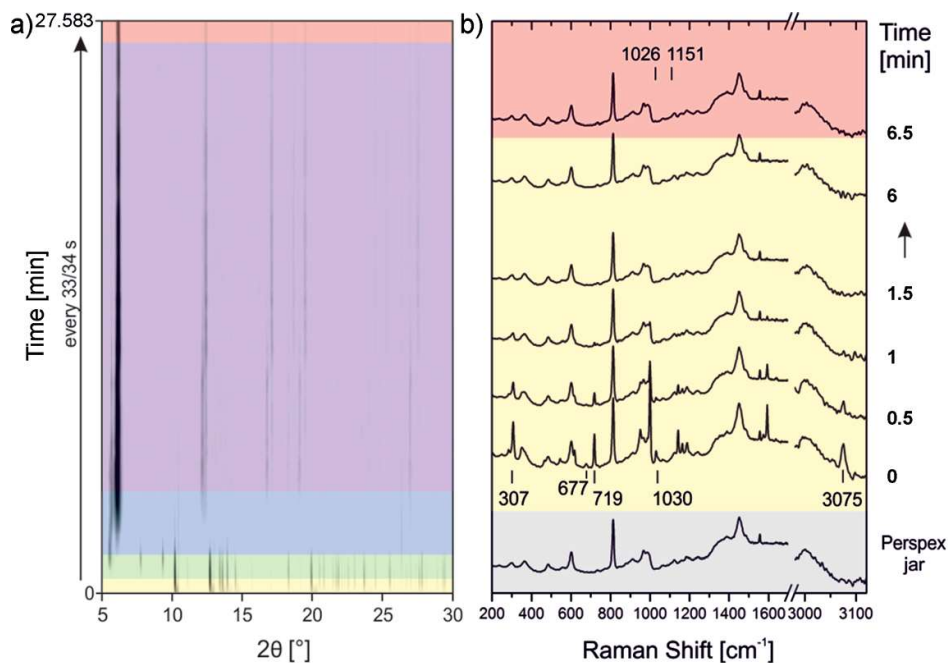 a)
27.583
Time [min]
every 33/34 s
0
5 10 15 20 25 30
2θ [°]
b)
Time
[min]
1026 1151
6.5
6
1.5
1
0.5
0
307 677 719 1030 3075
Perspex
jar
200 400 600 800 1000 1200 1400 1600 3000 3100
Raman Shift [cm⁻¹]